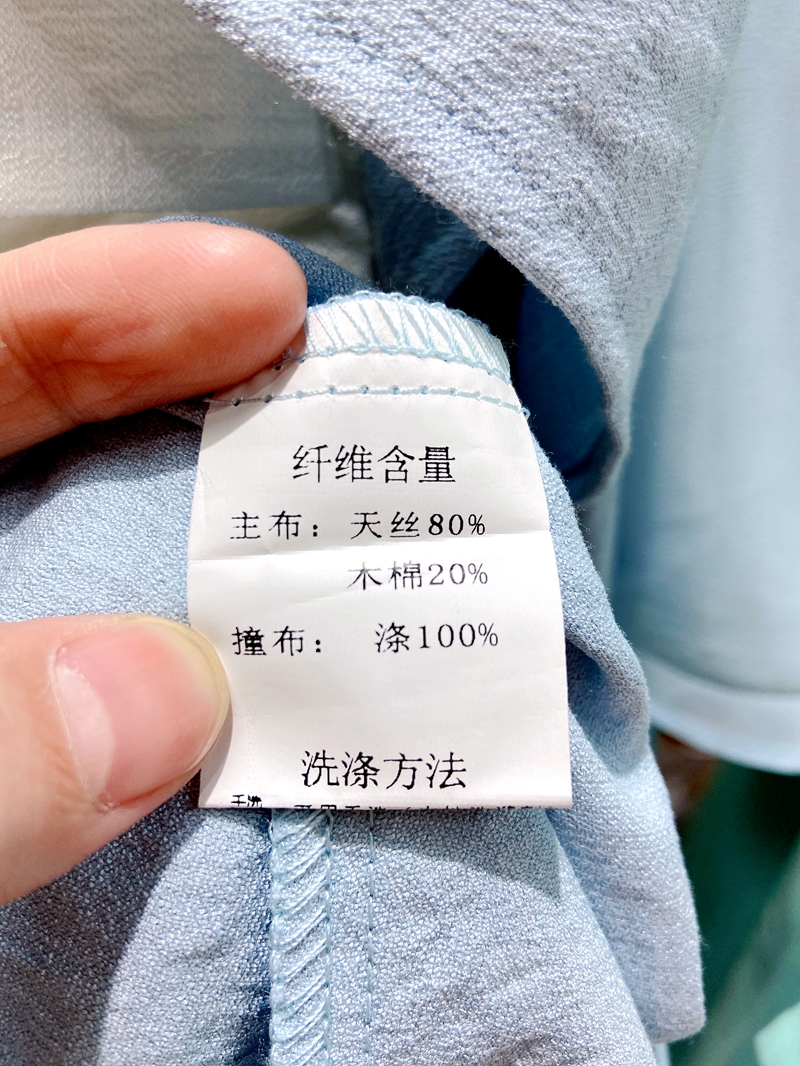 纤维含量
主布：天丝80%
木棉20%
撞布： 涤100%
洗涤方法